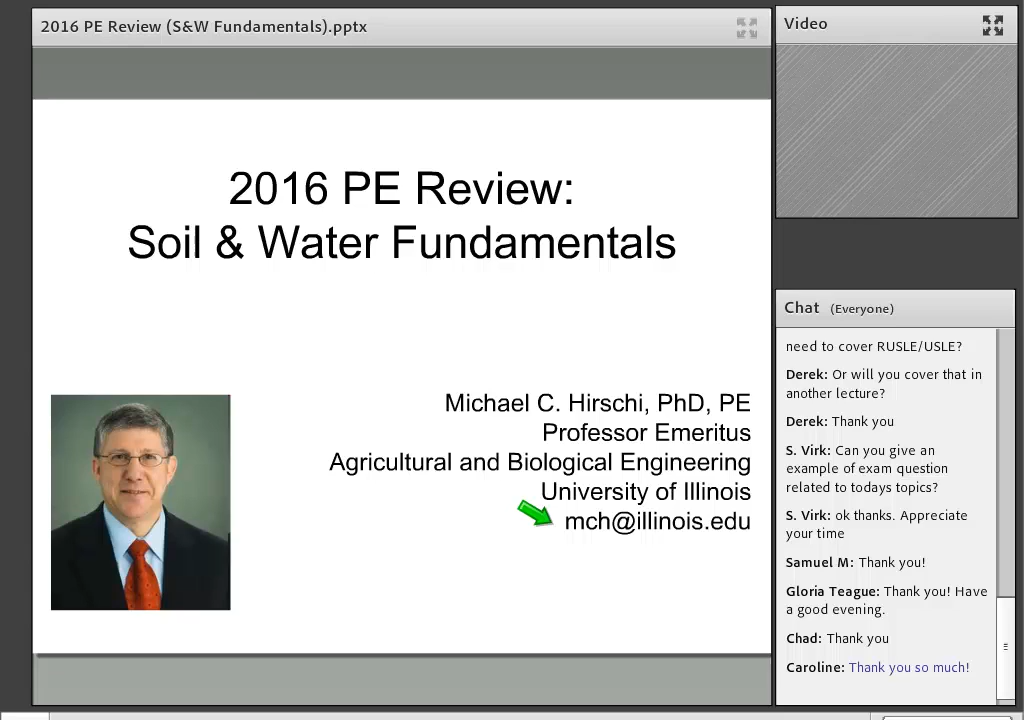 2016 PE Review (S&W Fundamentals).pptx
2016 PE Review:
Soil & Water Fundamentals
Michael C. Hirschi, PhD, PE
Professor Emeritus
Agricultural and Biological Engineering
University of Illinois
mch@illinois.edu
Video
Chat (Everyone)
need to cover RUSLE/USLE?
Derek: Or will you cover that in
another lecture?
Derek: Thank you
S. Virk: Can you give an
example of exam question
related to todays topics?
S. Virk: ok thanks. Appreciate
your time
Samuel M: Thank you!
Gloria Teague: Thank you! Have
a good evening.
Chad: Thank you
Caroline: Thank you so much!